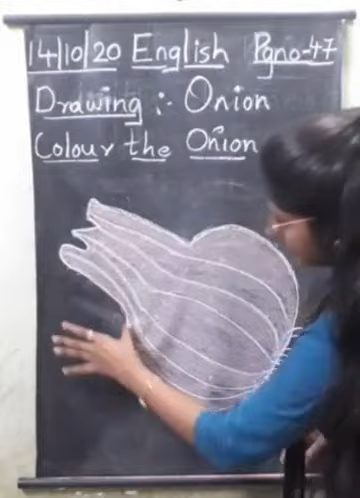 14/10/20 English Pgno-47
Drawing :- Onion
Colour the Onion